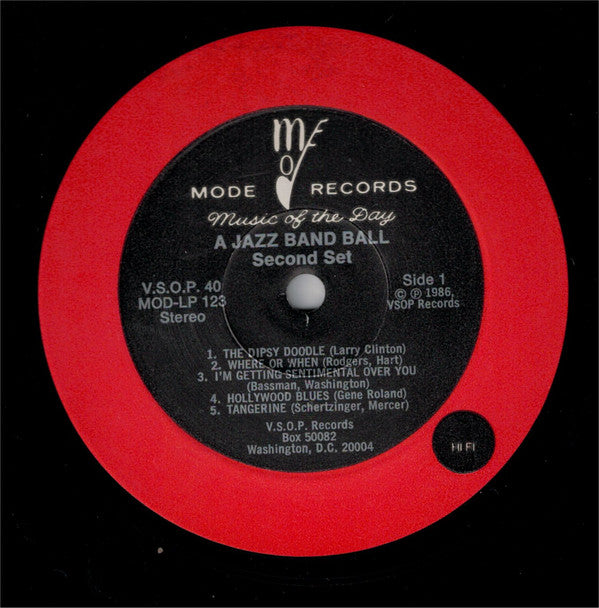 MODE
MODE RECORDS
Music of the Day
A JAZZ BAND BALL
Second Set
V.S.O.P. 40
MOD-LP 123
Stereo
Side 1
© ℗ 1986,
VSOP Records
1. THE DIPSY DOODLE (Larry Clinton)
2. WHERE OR WHEN (Rodgers, Hart)
3. I'M GETTING SENTIMENTAL OVER YOU
(Bassman, Washington)
4. HOLLYWOOD BLUES (Gene Roland)
5. TANGERINE (Schertzinger, Mercer)
V.S.O.P. Records
Box 50082
Washington, D.C. 20004
HI FI